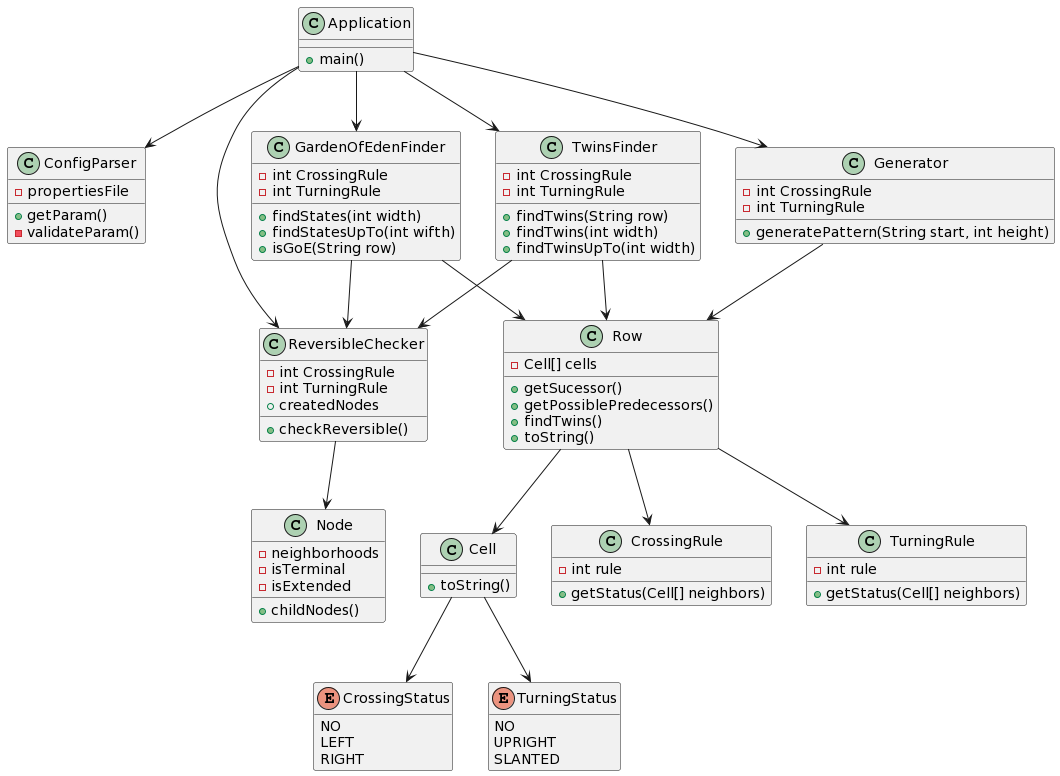 C Application
main()
C ConfigParser
propertiesFile
getParam()
validateParam()
C GardenOfEdenFinder
int CrossingRule
int TurningRule
findStates(int width)
findStatesUpTo(int wifth)
isGoE(String row)
C TwinsFinder
int CrossingRule
int TurningRule
findTwins(String row)
findTwins(int width)
findTwinsUpTo(int width)
C Generator
int CrossingRule
int TurningRule
generatePattern(String start, int height)
C ReversibleChecker
int CrossingRule
int TurningRule
createdNodes
checkReversible()
C Row
Cell[] cells
getSucessor()
getPossiblePredecessors()
findTwins()
toString()
C Node
neighborhoods
isTerminal
isExtended
childNodes()
C Cell
toString()
C CrossingRule
int rule
getStatus(Cell[] neighbors)
C TurningRule
int rule
getStatus(Cell[] neighbors)
E CrossingStatus
NO
LEFT
RIGHT
E TurningStatus
NO
UPRIGHT
SLANTED